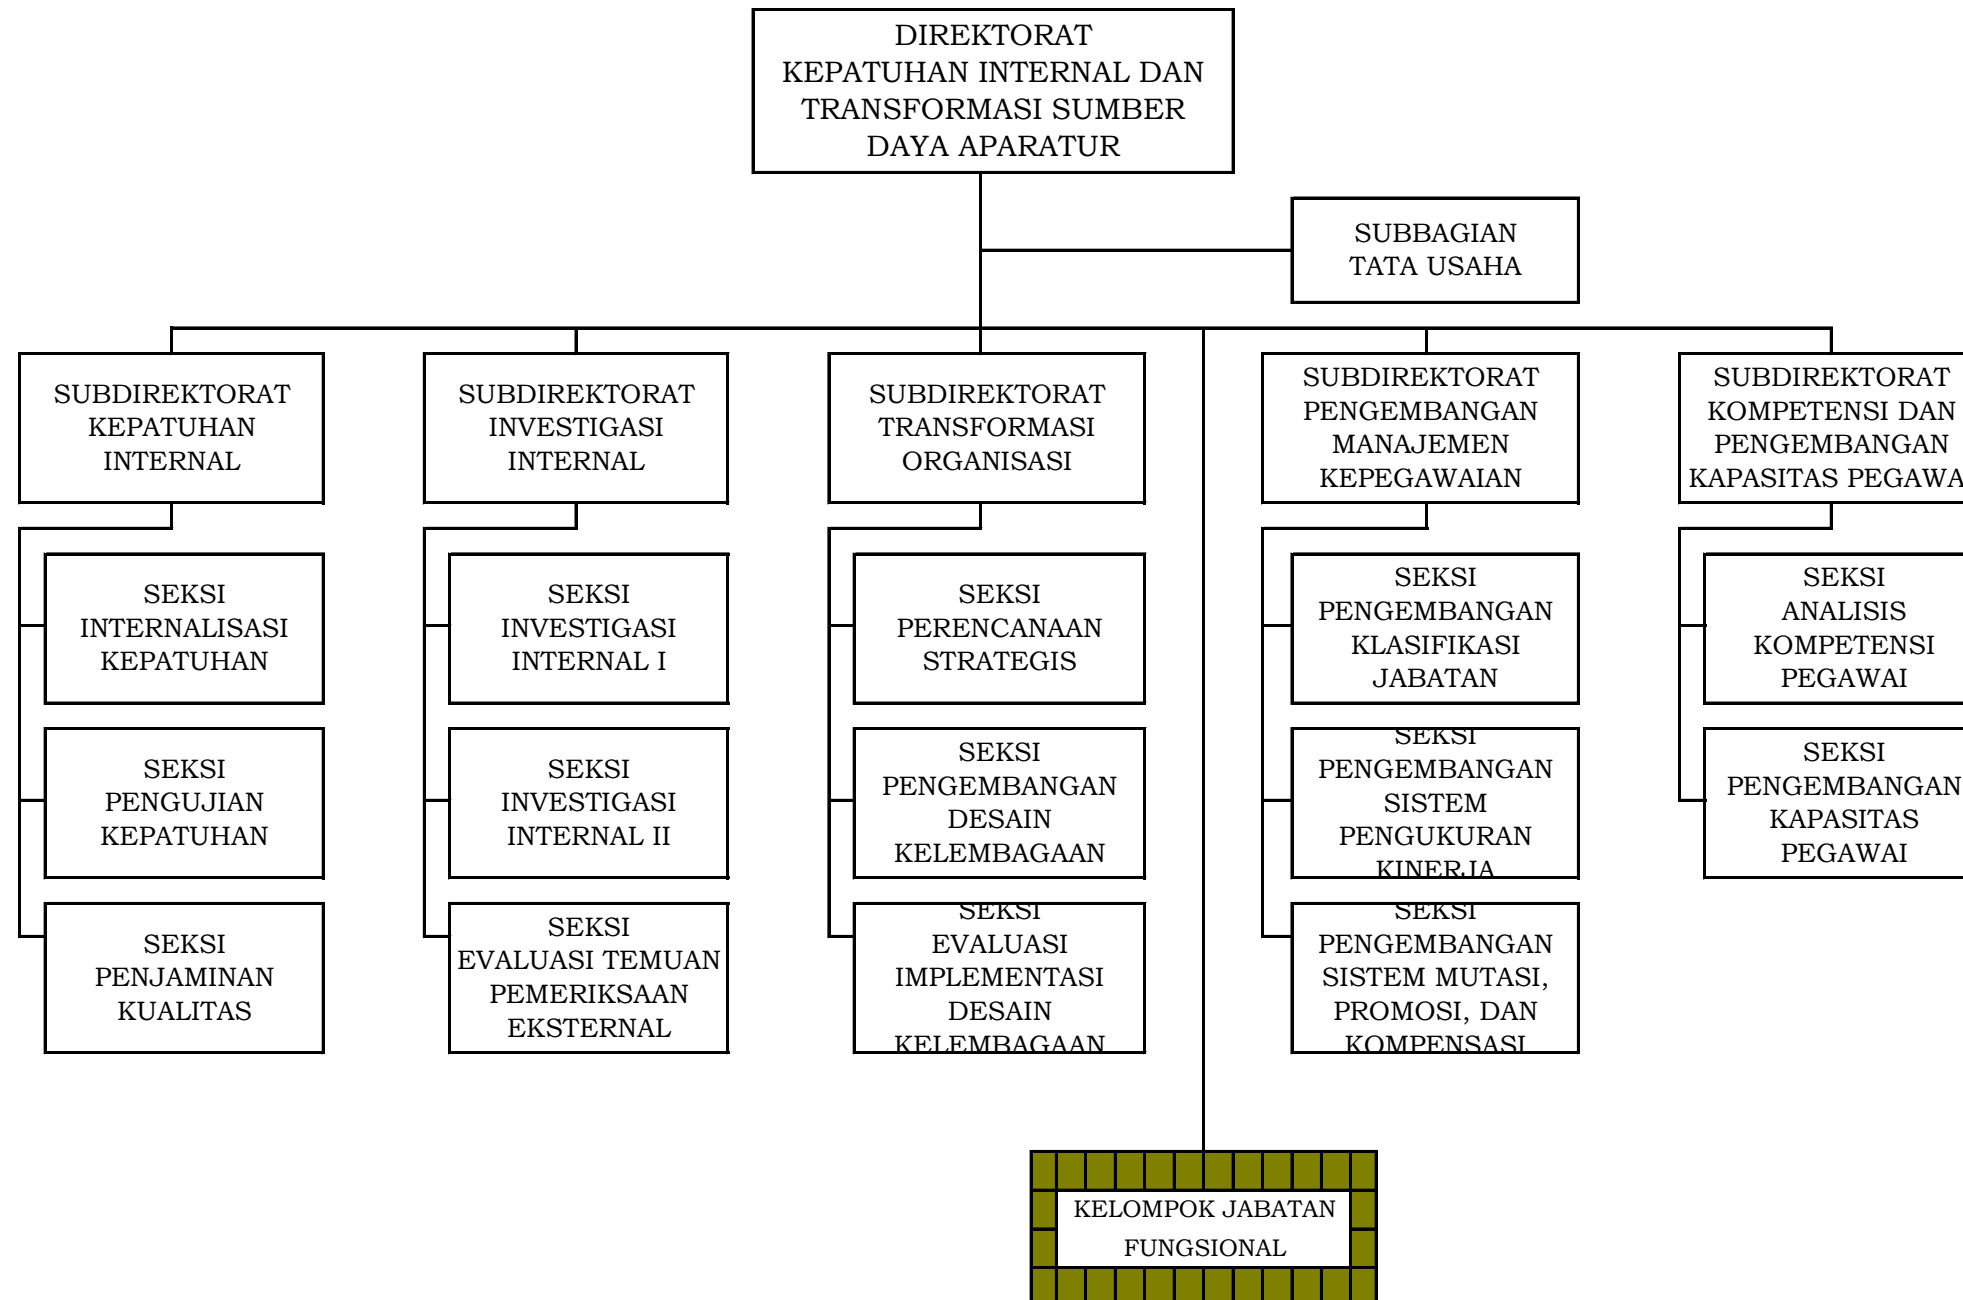 DIREKTORAT
KEPATUHAN INTERNAL DAN
TRANSFORMASI SUMBER
DAYA APARATUR
SUBBAGIAN
TATA USAHA
SUBDIREKTORAT
KEPATUHAN
INTERNAL
SUBDIREKTORAT
INVESTIGASI
INTERNAL
SUBDIREKTORAT
TRANSFORMASI
ORGANISASI
SUBDIREKTORAT
PENGEMBANGAN
MANAJEMEN
KEPEGAWAIAN
SUBDIREKTORAT
KOMPETENSI DAN
PENGEMBANGAN
KAPASITAS PEGAWA
SEKSI
INTERNALISASI
KEPATUHAN
SEKSI
INVESTIGASI
INTERNAL I
SEKSI
PERENCANAAN
STRATEGIS
SEKSI
PENGEMBANGAN
KLASIFIKASI
JABATAN
SEKSI
ANALISIS
KOMPETENSI
PEGAWAI
SEKSI
PENGUJIAN
KEPATUHAN
SEKSI
INVESTIGASI
INTERNAL II
SEKSI
PENGEMBANGAN
DESAIN
KELEMBAGAAN
SEKSI
PENGEMBANGAN
SISTEM
PENGUKURAN
KINERJA
SEKSI
PENGEMBANGAN
KAPASITAS
PEGAWAI
SEKSI
PENJAMINAN
KUALITAS
SEKSI
EVALUASI TEMUAN
PEMERIKSAAN
EKSTERNAL
SEKSI
EVALUASI
IMPLEMENTASI
DESAIN
KELEMBAGAAN
SEKSI
PENGEMBANGAN
SISTEM MUTASI,
PROMOSI, DAN
KOMPENSASI
KELOMPOK JABATAN
FUNGSIONAL